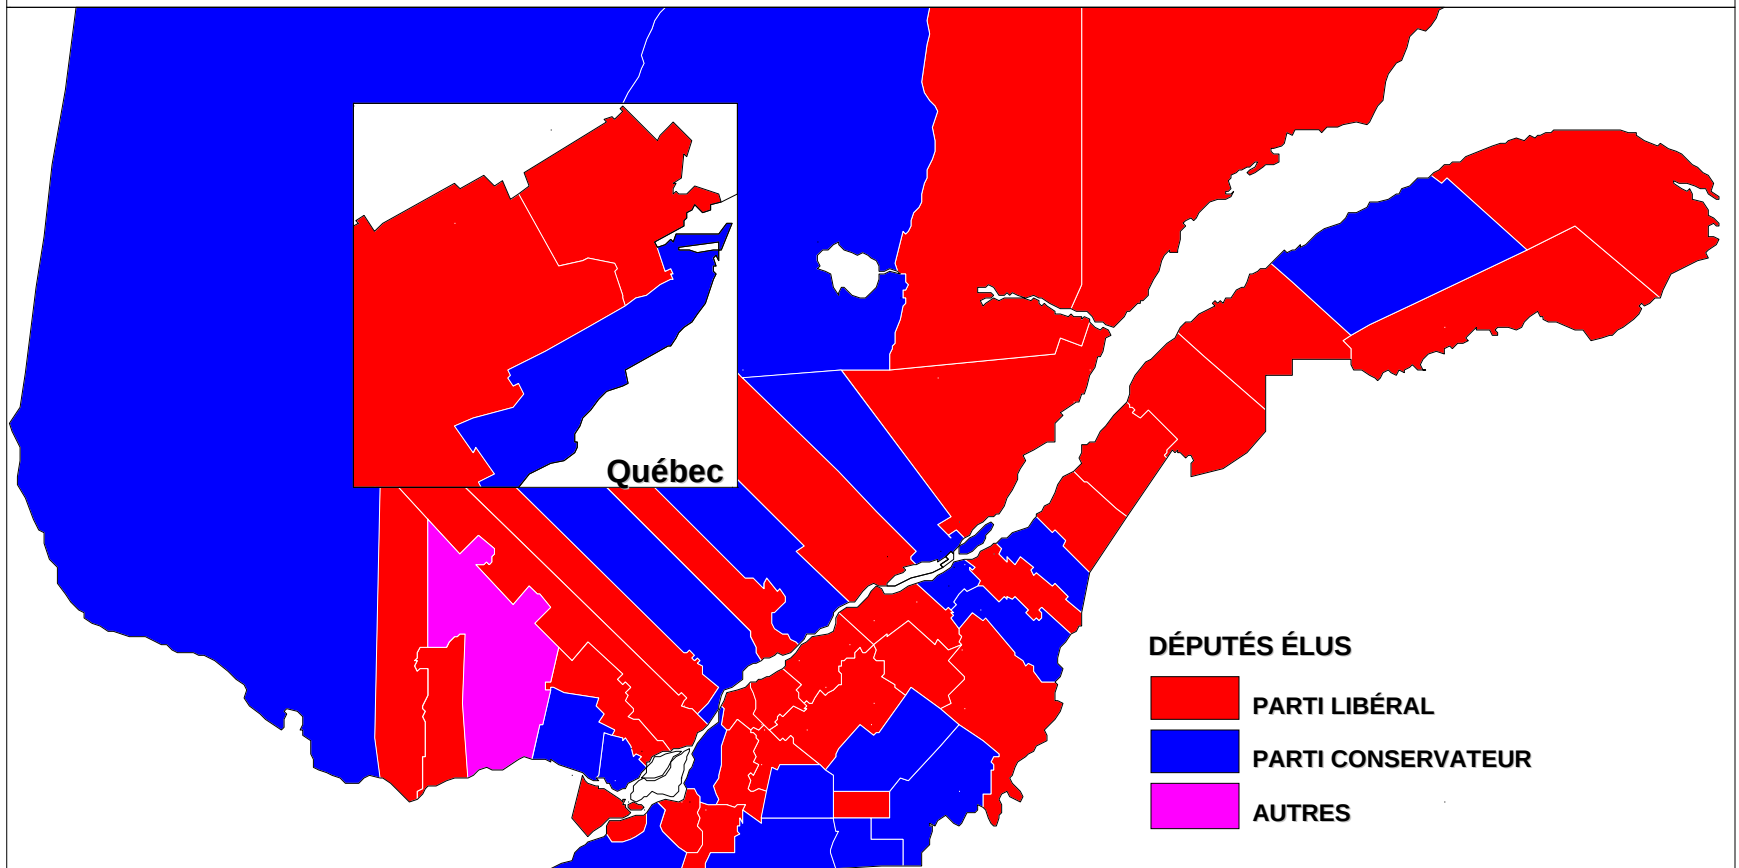 Québec
DÉPUTÉS ÉLUS
PARTI LIBÉRAL
PARTI CONSERVATEUR
AUTRES